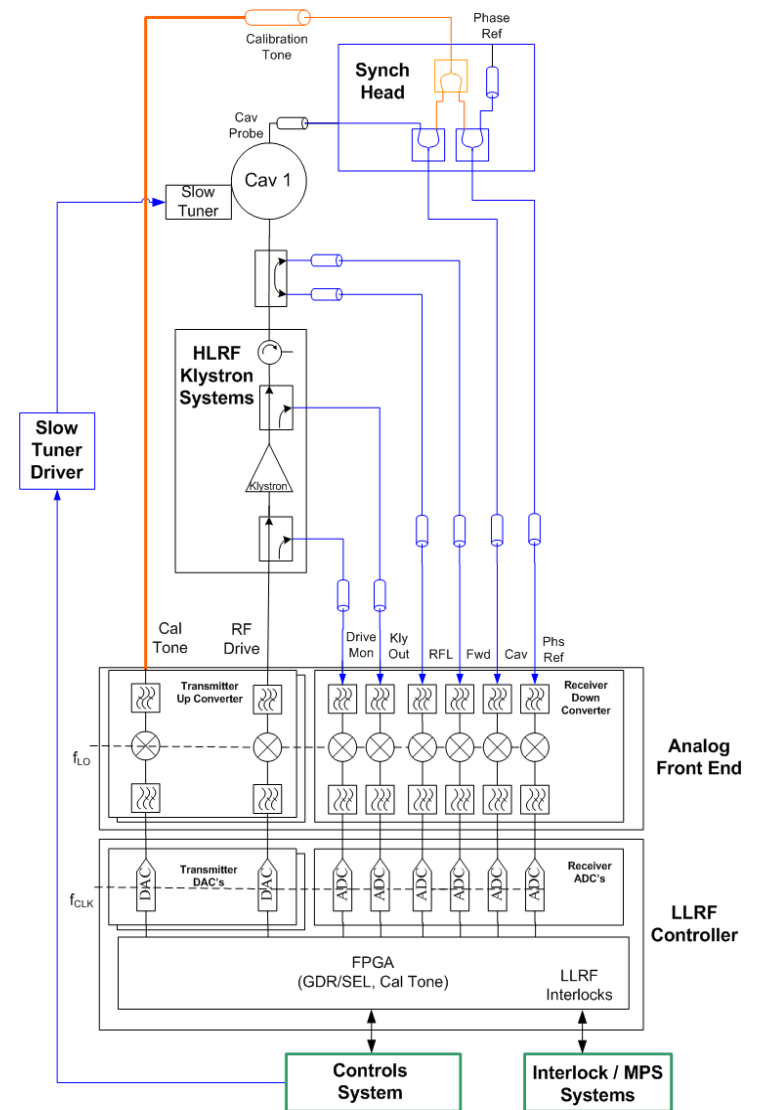 Phase
Ref
Calibration
Tone
Synch
Head
Cav
Probe
Cav 1
Slow
Tuner
HLRF
Klystron
Systems
Slow
Tuner
Driver
Klystron
Cal
Tone
RF
Drive
Drive
Mon
Kly
Out
RFL
Fwd
Cav
Phs
Ref
Transmitter
Up Converter
Receiver
Down
Converter
fLO
Analog
Front End
Transmitter
DAC's
Receiver
ADC's
DAC
DAC
ADC
ADC
ADC
ADC
ADC
ADC
fCLK
LLRF
Controller
FPGA
(GDR/SEL, Cal Tone)
LLRF
Interlocks
Controls
System
Interlock / MPS
Systems